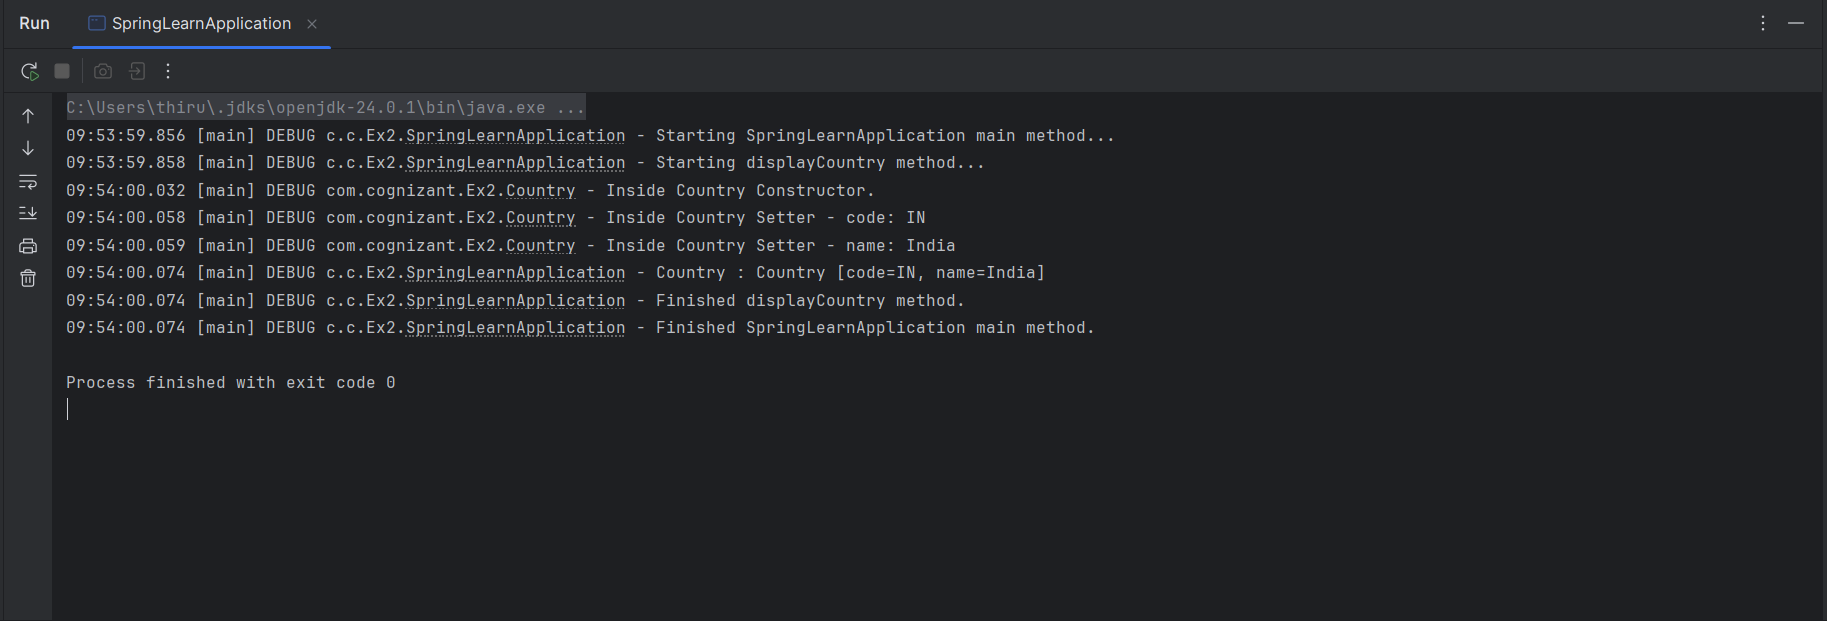 Run SpringLearnApplication
C:\Users\thiru\.jdks\openjdk-24.0.1\bin\java.exe ...
09:53:59.856 [main] DEBUG c.c.Ex2.SpringLearnApplication - Starting SpringLearnApplication main method...
09:53:59.858 [main] DEBUG c.c.Ex2.SpringLearnApplication - Starting displayCountry method...
09:54:00.032 [main] DEBUG com.cognizant.Ex2.Country - Inside Country Constructor.
09:54:00.058 [main] DEBUG com.cognizant.Ex2.Country - Inside Country Setter - code: IN
09:54:00.059 [main] DEBUG com.cognizant.Ex2.Country - Inside Country Setter - name: India
09:54:00.074 [main] DEBUG c.c.Ex2.SpringLearnApplication - Country : Country [code=IN, name=India]
09:54:00.074 [main] DEBUG c.c.Ex2.SpringLearnApplication - Finished displayCountry method.
09:54:00.074 [main] DEBUG c.c.Ex2.SpringLearnApplication - Finished SpringLearnApplication main method.
Process finished with exit code 0